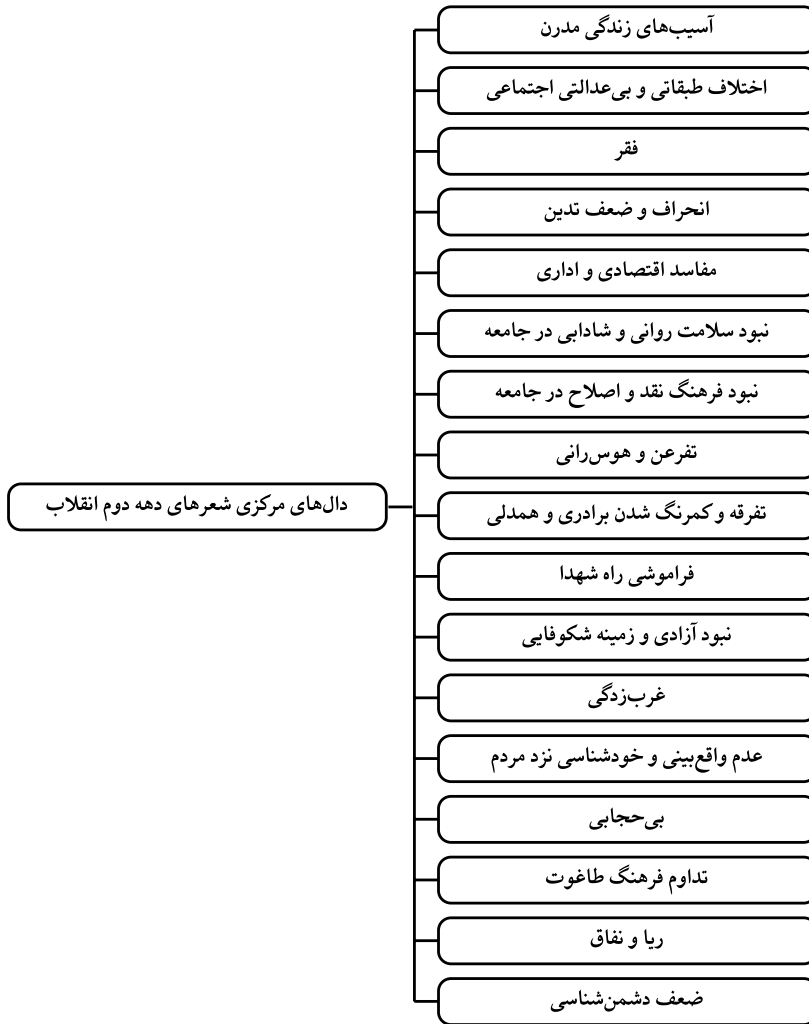 دال‌های مرکزی شعرهای دهه دوم انقلاب
آسیب‌های زندگی مدرن
اختلاف طبقاتی و بی‌عدالتی اجتماعی
فقر
انحراف و ضعف تدین
مفاسد اقتصادی و اداری
نبود سلامت روانی و شادابی در جامعه
نبود فرهنگ نقد و اصلاح در جامعه
تفرعن و هوس‌رانی
تفرقه و کمرنگ شدن برادری و همدلی
فراموشی راه شهدا
نبود آزادی و زمینه شکوفایی
غرب‌زدگی
عدم واقع‌بینی و خودشناسی نزد مردم
بی‌حجابی
تداوم فرهنگ طاغوت
ریا و نفاق
ضعف دشمن‌شناسی